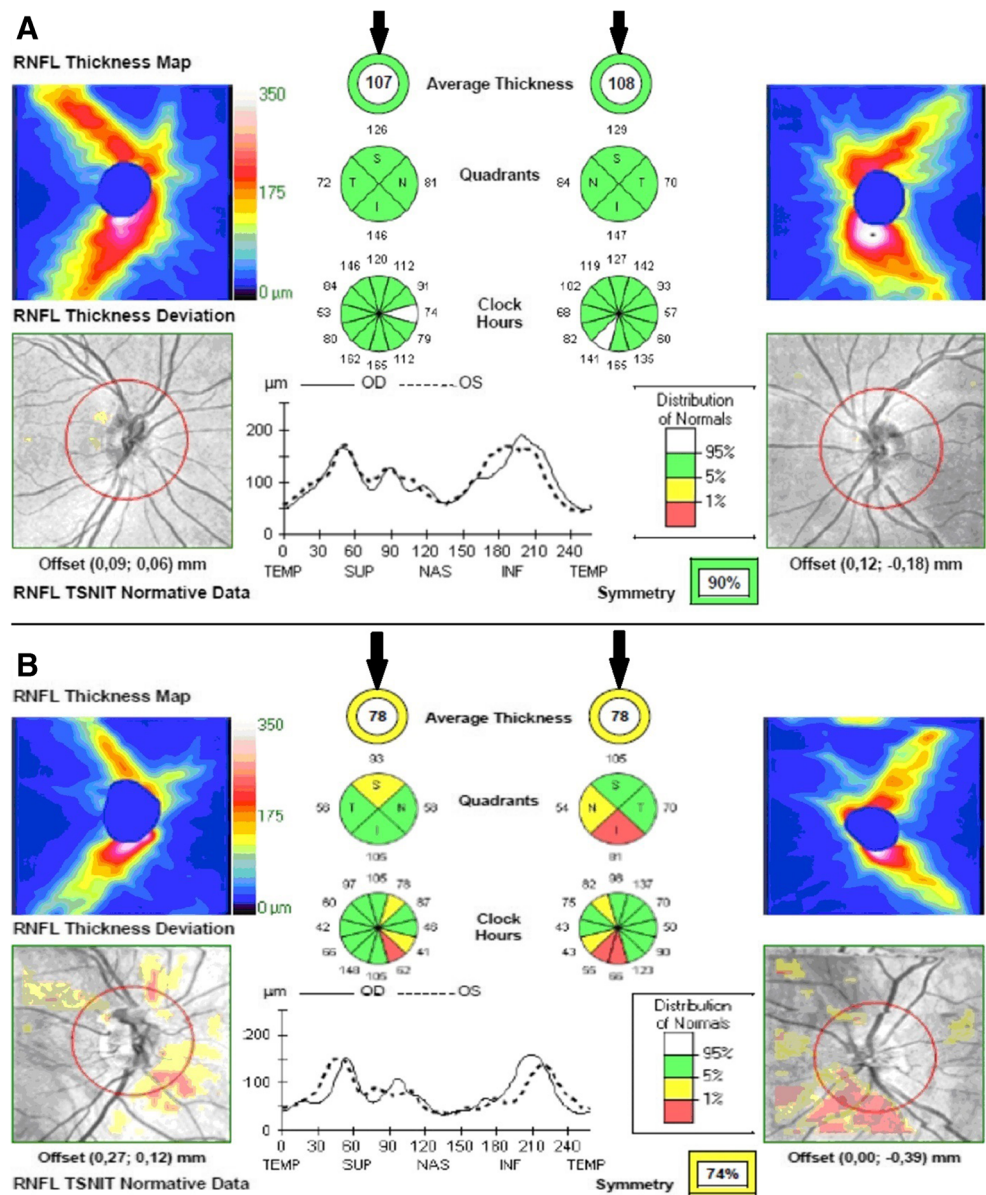 A
RNFL Thickness Map
350
175
0 µm
107
Average Thickness
108
126
129
S
T
N
I
72
81
Quadrants
S
N
T
I
84
70
146
147
146
120
112
84
91
53
74
80
79
162
165
112
Clock
Hours
119
127
142
102
93
68
57
82
60
141
165
135
RNFL Thickness Deviation
µm
OD
OS
200
100
0
0 30 60 90 120 150 180 210 240
TEMP SUP NAS INF TEMP
Distribution
of Normals
95%
5%
1%
Offset (0,09; 0,06) mm
Offset (0,12; -0,18) mm
RNFL TSNIT Normative Data
Symmetry
90%
B
RNFL Thickness Map
350
175
0 µm
78
Average Thickness
78
93
105
S
T
N
I
56
58
Quadrants
S
N
T
I
54
70
105
81
97
105
78
60
87
42
46
66
41
148
105
62
Clock
Hours
82
98
137
75
70
43
50
43
90
55
66
123
RNFL Thickness Deviation
µm
OD
OS
200
100
0
0 30 60 90 120 150 180 210 240
TEMP SUP NAS INF TEMP
Distribution
of Normals
95%
5%
1%
Offset (0,27; 0,12) mm
Offset (0,00; -0,39) mm
RNFL TSNIT Normative Data
Symmetry
74%